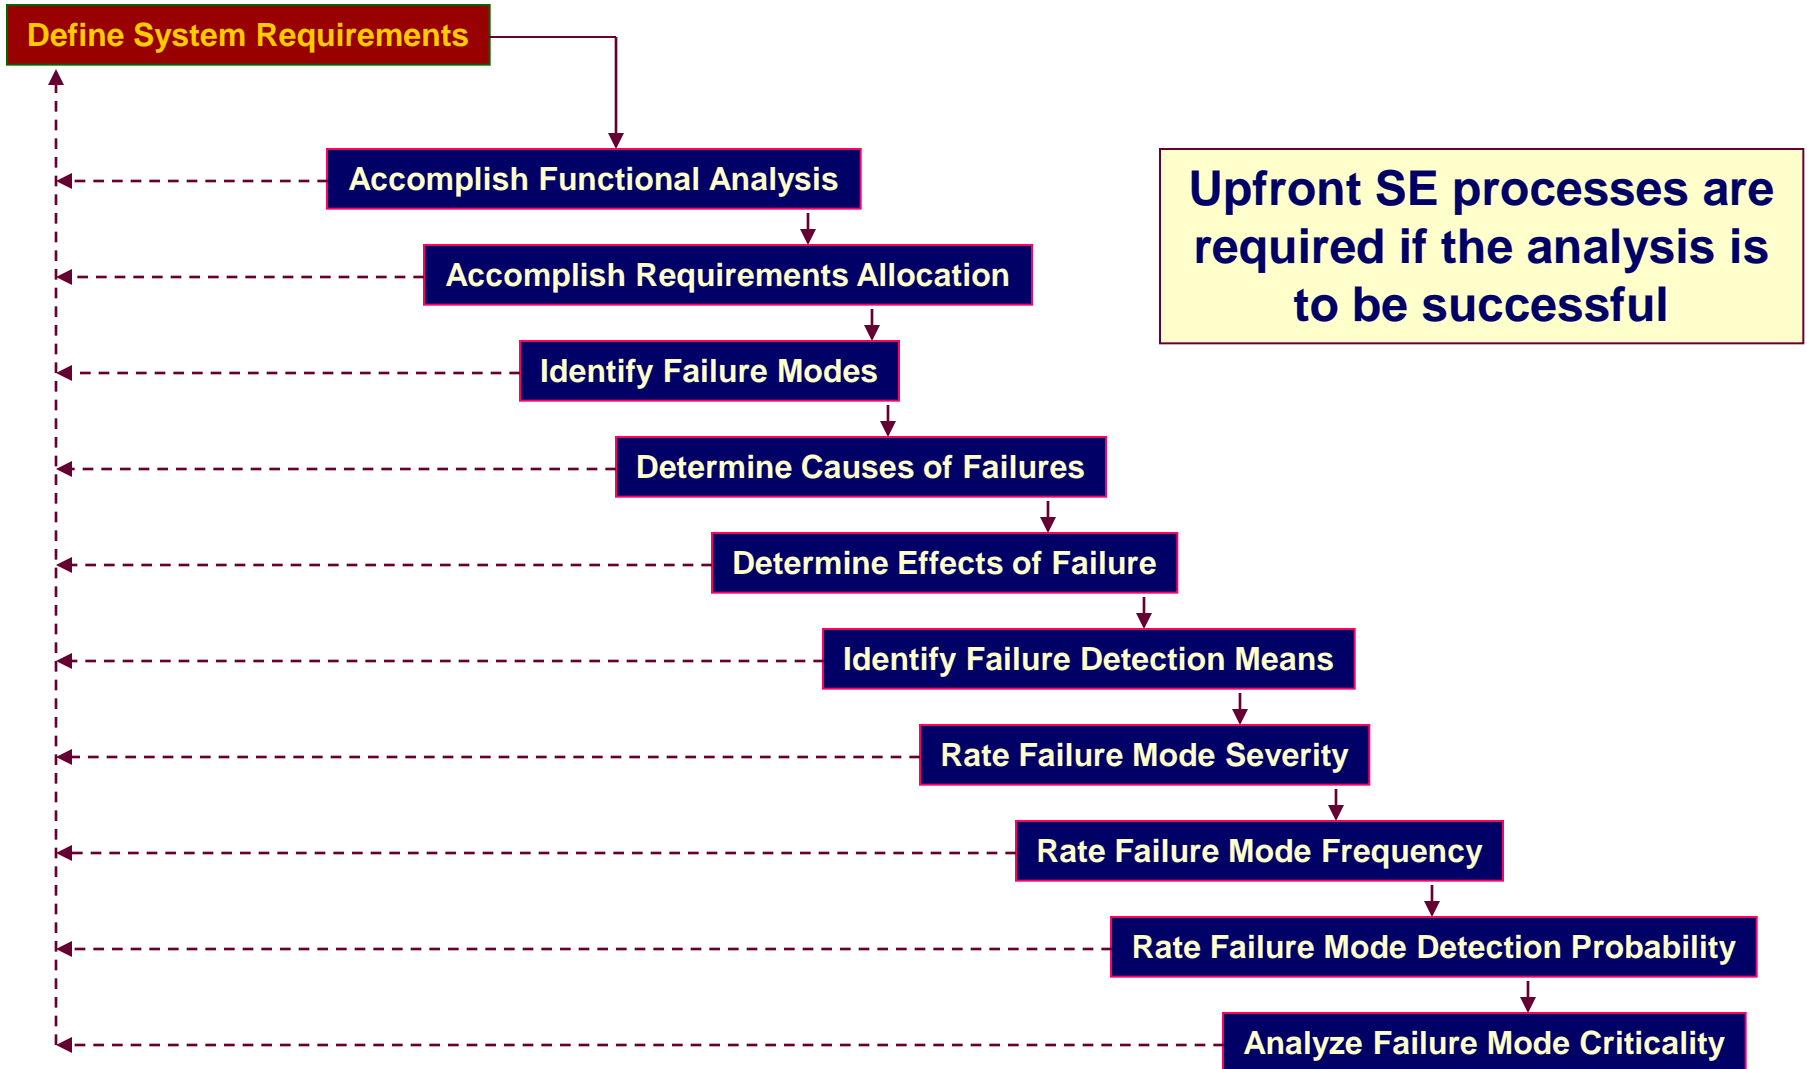 Define System Requirements
Accomplish Functional Analysis
Upfront SE processes are
required if the analysis is
to be successful
Accomplish Requirements Allocation
Identify Failure Modes
Determine Causes of Failures
Determine Effects of Failure
Identify Failure Detection Means
Rate Failure Mode Severity
Rate Failure Mode Frequency
Rate Failure Mode Detection Probability
Analyze Failure Mode Criticality